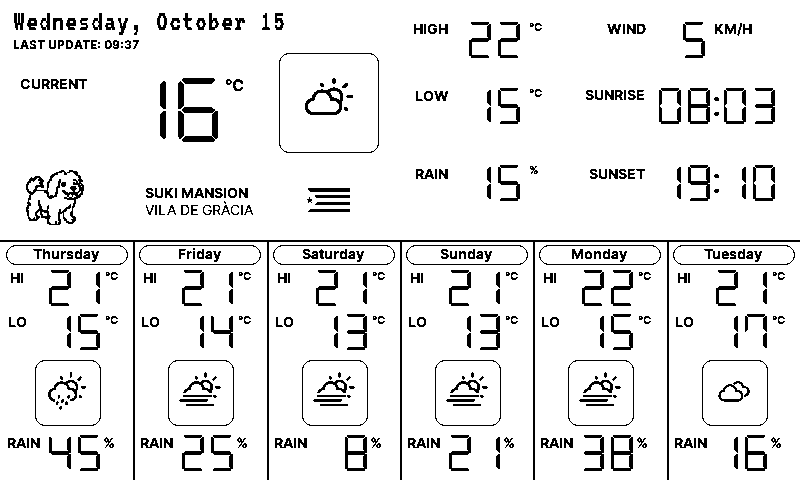 Wednesday, October 15
LAST UPDATE: 09:37
CURRENT 16 °C
SUKI MANSION
VILA DE GRÀCIA
HIGH 22 °C
LOW 15 °C
RAIN 15 %
WIND 5 KM/H
SUNRISE 08:03
SUNSET 19:10
Thursday
HI 21 °C
LO 15 °C
RAIN 45 %
Friday
HI 21 °C
LO 14 °C
RAIN 25 %
Saturday
HI 21 °C
LO 13 °C
RAIN 8 %
Sunday
HI 21 °C
LO 13 °C
RAIN 21 %
Monday
HI 22 °C
LO 15 °C
RAIN 38 %
Tuesday
HI 21 °C
LO 17 °C
RAIN 16 %